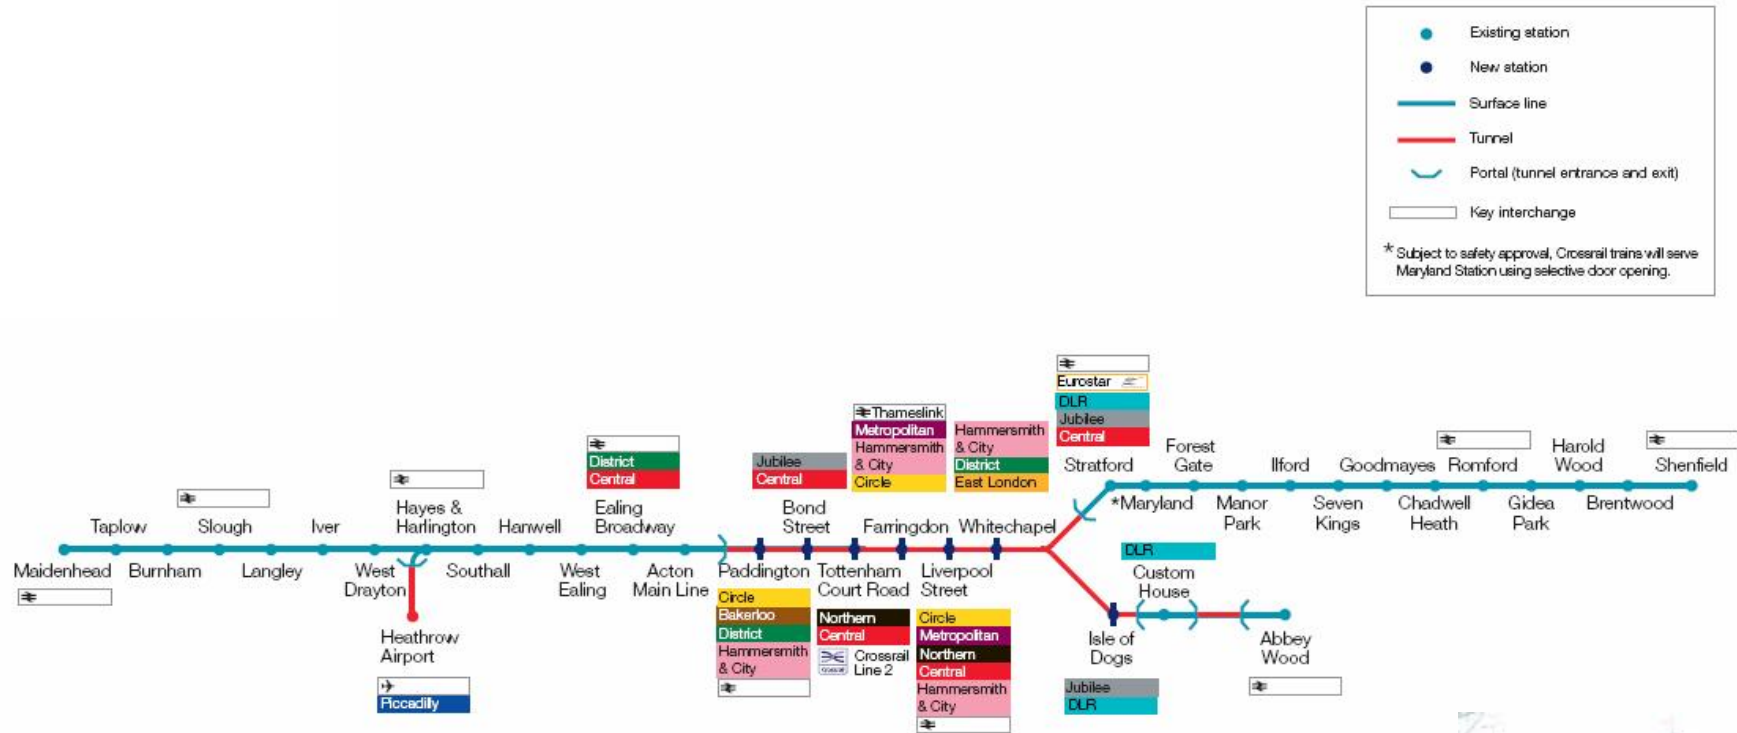 Existing station
New station
Surface line
Tunnel
Portal (tunnel entrance and exit)
Key interchange
* Subject to safety approval, Crossrail trains will serve
Maryland Station using selective door opening.
Maidenhead
Taplow
Burnham
Slough
Langley
Iver
West
Drayton
Hayes &
Harlington
Heathrow
Airport
Piccadilly
Southall
Hanwell
West
Ealing
District
Central
Ealing
Broadway
Acton
Main Line
Paddington
Circle
Bakerloo
District
Hammersmith
& City
Jubilee
Central
Bond
Street
Tottenham
Court Road
Northern
Central
Crossrail
Line 2
Thameslink
Metropolitan
Hammersmith
& City
Circle
Farringdon
Liverpool
Street
Circle
Metropolitan
Northern
Central
Hammersmith
& City
Hammersmith
& City
District
East London
Whitechapel
Eurostar
DLR
Jubilee
Central
Stratford
*Maryland
Forest
Gate
Manor
Park
Ilford
Seven
Kings
Goodmayes
Chadwell
Heath
Romford
Gidea
Park
Harold
Wood
Brentwood
Shenfield
Isle of
Dogs
Jubilee
DLR
DLR
Custom
House
Abbey
Wood